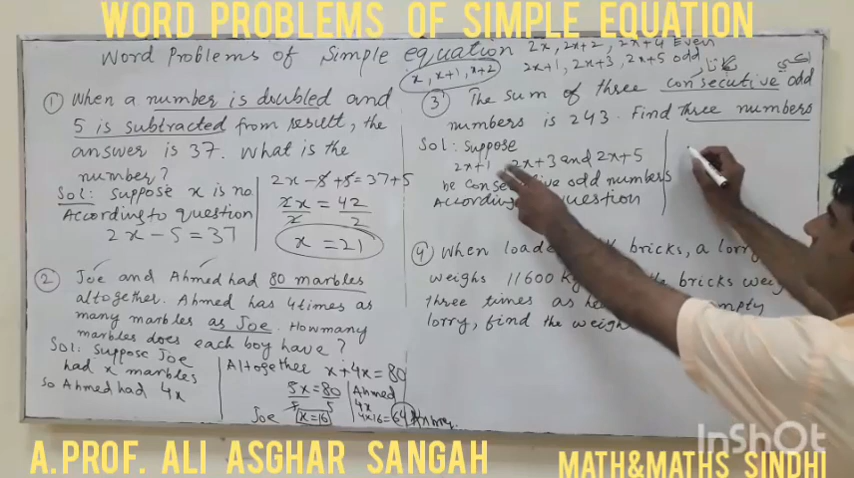 WORD PROBLEMS OF SIMPLE EQUATION
Word Problems of Simple equation
2x, 2x+2, 2x+4 Even
x, x+1, x+2
2x+1, 2x+3, 2x+5 odd
① When a number is doubled and
5 is subtracted from result, the
answer is 37. What is the
number?
Sol: suppose x is no
According to question
2x - 5 = 37
2x - 5 + 5 = 37 + 5
2x = 42
2 2
x = 21
② Joe and Ahmed had 80 marbles
altogether. Ahmed has 4 times as
many marbles as Joe. How many
marbles does each boy have?
Sol: Suppose Joe
had x marbles
So Ahmed had 4x
Altogether x + 4x = 80
5x = 80
5 5
Joe x = 16
Ahmed
4x
4x16 = 64
③ The sum of three consecutive odd
numbers is 243. Find three numbers
Sol: suppose
2x+1, 2x+3 and 2x+5
be consecutive odd numbers
According question
④ When bricks, a lorry
weighs 11600 the bricks
three times as empty
lorry, find the
A.PROF. ALI ASGHAR SANGAH
MATH&MATHS SINDHI
InShOt